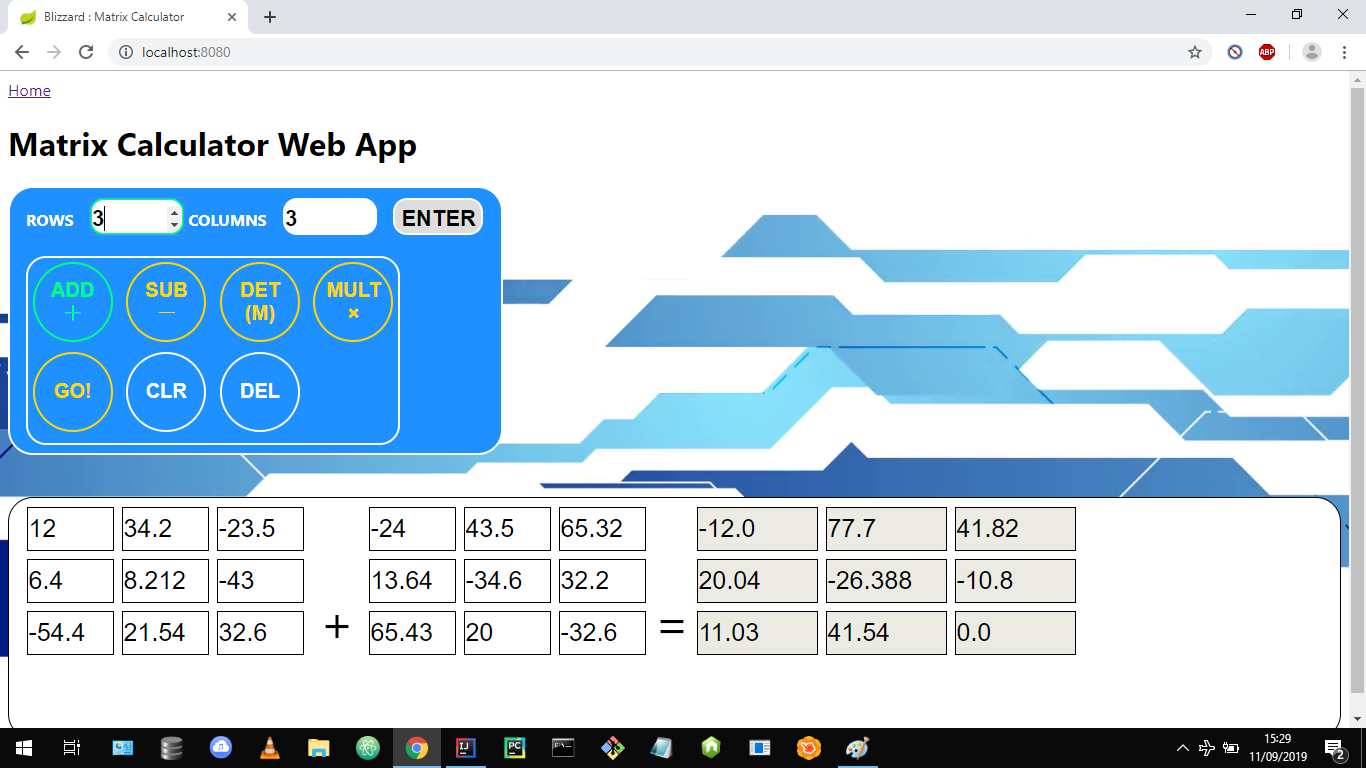 Blizzard : Matrix Calculator
localhost:8080
ABP
Home
Matrix Calculator Web App
ROWS 3 COLUMNS 3 ENTER
ADD SUB DET MULT
+ — (M) ×
GO! CLR DEL
12 34.2 -23.5 -24 43.5 65.32 -12.0 77.7 41.82
6.4 8.212 -43 13.64 -34.6 32.2 20.04 -26.388 -10.8
-54.4 21.54 32.6 + 65.43 20 -32.6 = 11.03 41.54 0.0
IJ PC C:\.
15:29
11/09/2019
2